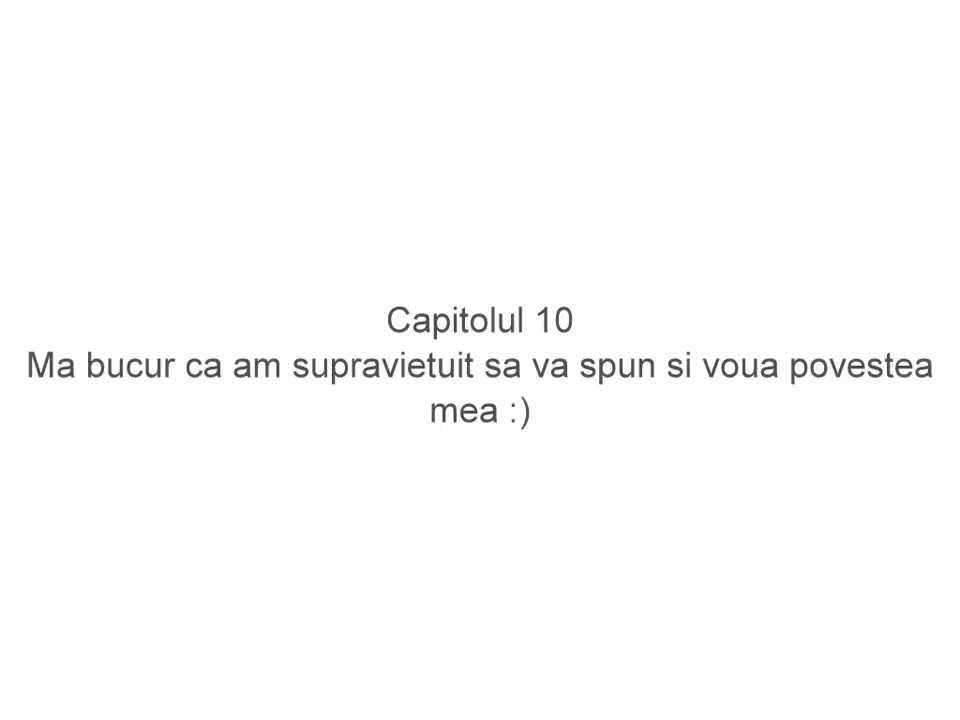 Capitolul 10
Ma bucur ca am supravietuit sa va spun si voua povestea
mea :)